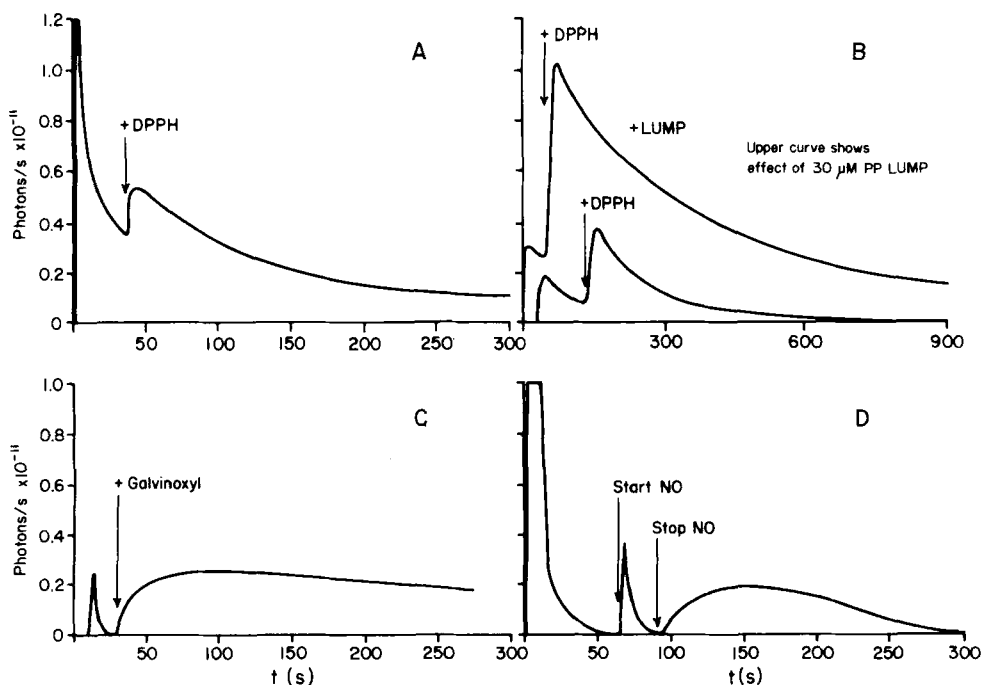 1.2
1.0
0.8
0.6
0.4
0.2
0
Photons/s x10⁻¹¹
A
+ DPPH
50
100
150
200
250
300
B
+ DPPH
+ LUMP
Upper curve shows
effect of 30 µM PP LUMP
+DPPH
300
600
900
1.0
0.8
0.6
0.4
0.2
0
Photons/s x10⁻¹¹
C
+ Galvinoxyl
0
50
100
150
200
250
300
t (s)
D
Start NO
Stop NO
50
100
150
200
250
300
t(s)